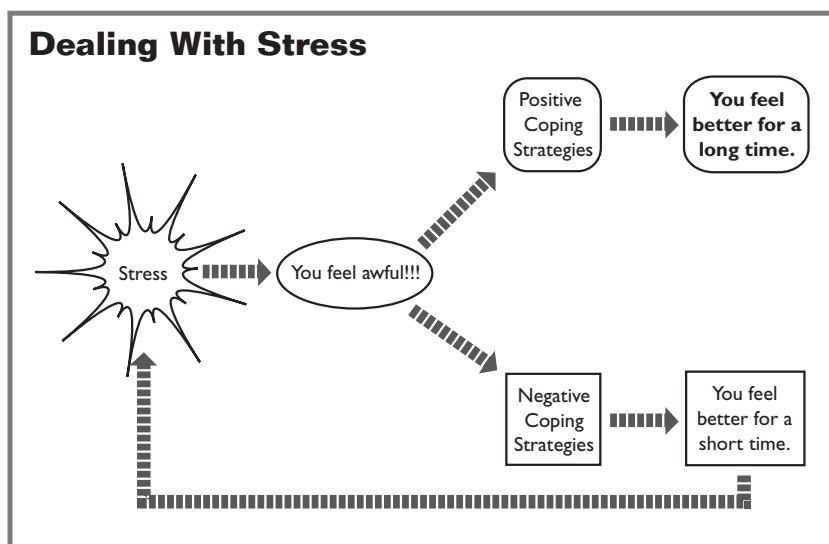 Dealing With Stress
Positive
Coping
Strategies
You feel
better for a
long time.
Stress
You feel awful!!!
Negative
Coping
Strategies
You feel
better for a
short time.